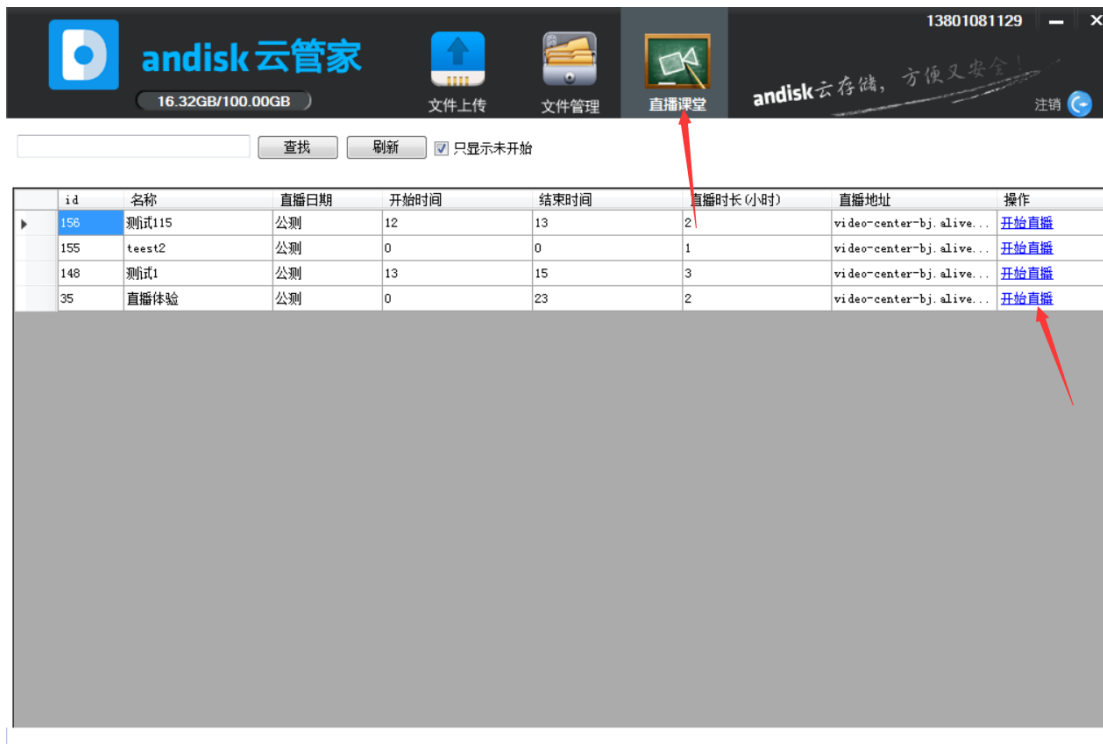 13801081129
andisk云管家
16.32GB/100.00GB
文件上传 文件管理 直播课堂
andisk云存储，方便又安全！
注销
查找 刷新 只显示未开始
id 名称 直播日期 开始时间 结束时间 直播时长(小时) 直播地址 操作
156 测试115 公测 12 13 2 video-center-bj.alive... 开始直播
155 teest2 公测 0 0 1 video-center-bj.alive... 开始直播
148 测试1 公测 13 15 3 video-center-bj.alive... 开始直播
35 直播体验 公测 0 23 2 video-center-bj.alive... 开始直播